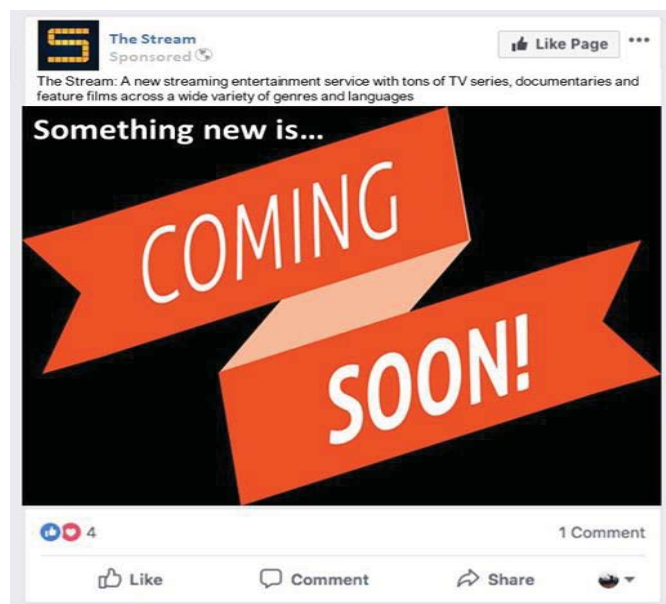 The Stream
Sponsored
Like Page
The Stream: A new streaming entertainment service with tons of TV series, documentaries and
feature films across a wide variety of genres and languages
Something new is...
COMING
SOON!
4
1 Comment
Like
Comment
Share